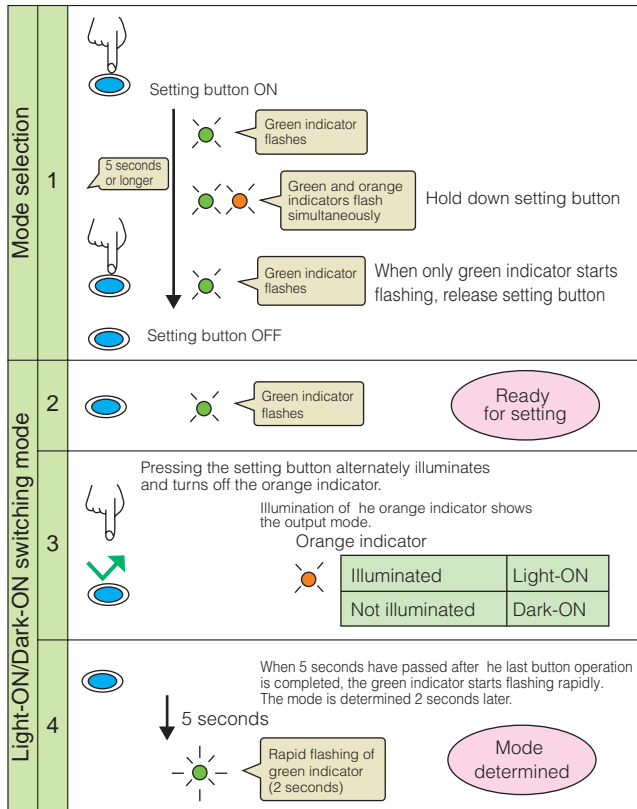 Mode selection
1
Setting button ON
Green indicator
flashes
5 seconds
or longer
Green and orange
indicators flash
simultaneously
Hold down setting button
Green indicator
flashes
When only green indicator starts
flashing, release setting button
Setting button OFF
Light-ON/Dark-ON switching mode
2
Green indicator
flashes
Ready
for setting
3
Pressing the setting button alternately illuminates
and turns off the orange indicator.
Illumination of he orange indicator shows
the output mode.
Orange indicator
Illuminated Light-ON
Not illuminated Dark-ON
4
When 5 seconds have passed after he last button operation
is completed, the green indicator starts flashing rapidly.
The mode is determined 2 seconds later.
5 seconds
Rapid flashing of
green indicator
(2 seconds)
Mode
determined